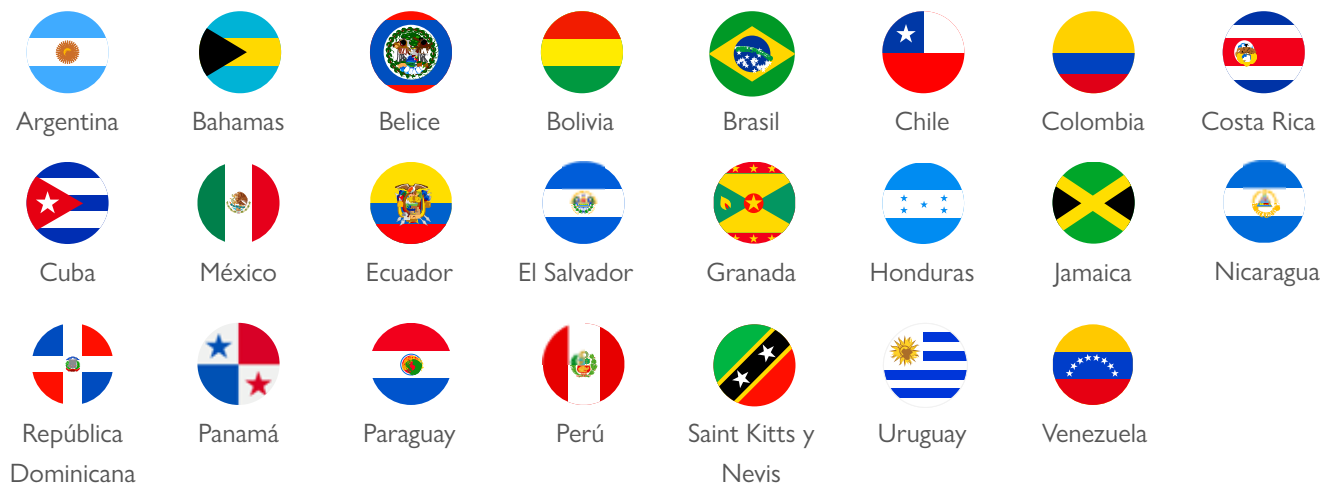 Argentina
Bahamas
Belice
Bolivia
Brasil
Chile
Colombia
Costa Rica
Cuba
México
Ecuador
El Salvador
Granada
Honduras
Jamaica
Nicaragua
República
Dominicana
Panamá
Paraguay
Perú
Saint Kitts y
Nevis
Uruguay
Venezuela